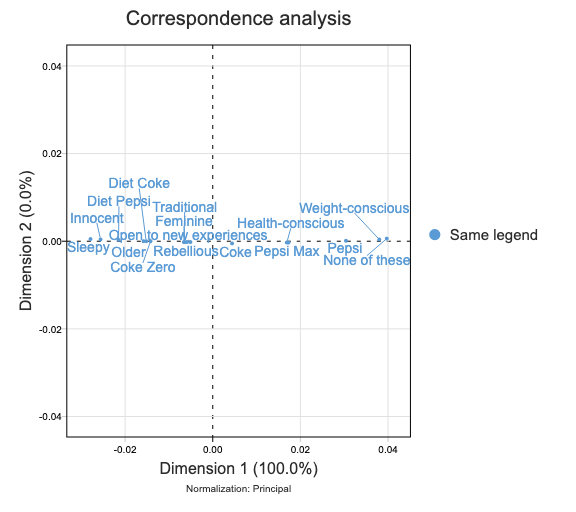 Correspondence analysis
0.04
0.02
Diet Coke
Diet Pepsi
Traditional
Weight-conscious
Innocent
Feminine
Health-conscious
Open to new experiences
Same legend
0.00
Sleepy
Older
Rebellious
Coke
Pepsi Max
Pepsi
Coke Zero
None of these
-0.02
-0.04
Dimension 2 (0.0%)
-0.02
0.00
0.02
0.04
Dimension 1 (100.0%)
Normalization: Principal